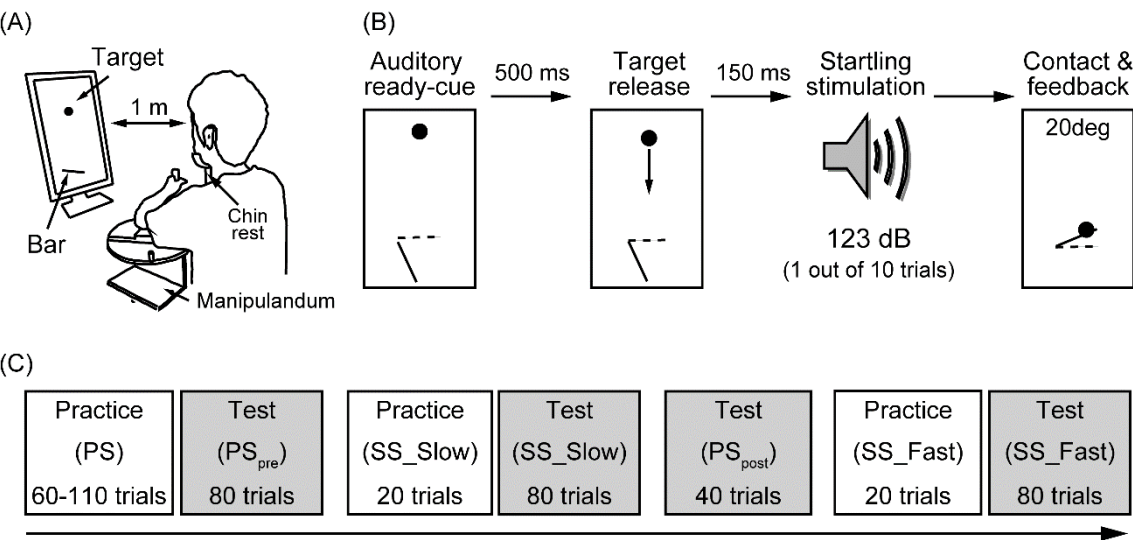 (A)
Target
1 m
Chin
rest
Bar
Manipulandum
(B)
Auditory
ready-cue
500 ms
Target
release
150 ms
Startling
stimulation
123 dB
(1 out of 10 trials)
Contact &
feedback
20deg
(C)
Practice
(PS)
60-110 trials
Test
(PSpre)
80 trials
Practice
(SS_Slow)
20 trials
Test
(SS_Slow)
80 trials
Test
(PSpost)
40 trials
Practice
(SS_Fast)
20 trials
Test
(SS_Fast)
80 trials